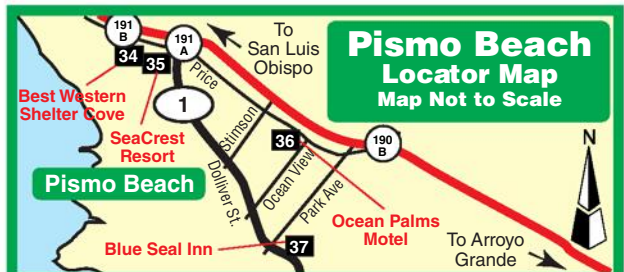 Pismo Beach
Locator Map
Map Not to Scale
191
B
191
A
To
San Luis
Obispo
34
35
Price
Best Western
Shelter Cove
1
SeaCrest
Resort
Stimson
36
190
B
N
Pismo Beach
Dolliver St.
Ocean View
Park Ave
Ocean Palms
Motel
Blue Seal Inn
37
To Arroyo
Grande